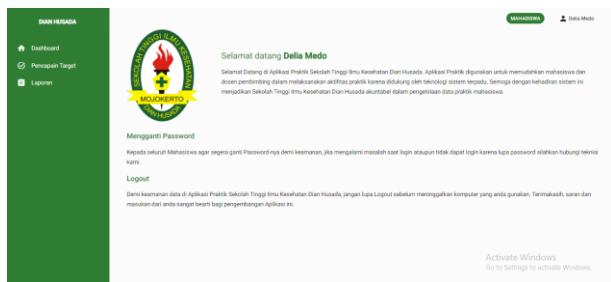 DIAN HUSADA
MAHASISWA
Delia Medo
Dashboard
Pencapain Target
Laporan
SEKOLAH TINGGI ILMU KESEHATAN
MOJOKERTO
DIAN HUSADA
Selamat datang Delia Medo
Selamat Datang di Aplikasi Praktik Sekolah Tinggi Ilmu Kesehatan Dian Husada. Aplikasi Praktik digunakan untuk memudahkan mahasiswa dan
dosen pembimbing dalam melaksanakan aktifitas praktik karena didukung oleh teknologi sistem terpadu. Semoga dengan kehadiran sistem ini
menjadikan Sekolah Tinggi Ilmu Kesehatan Dian Husada akuntabel dalam pengelolaan data praktik mahasiswa.
Mengganti Password
Kepada seluruh Mahasiswa agar segera ganti Password-nya demi keamanan, jika mengalami masalah saat login ataupun tidak dapat login karena lupa password silahkan hubungi teknisi
kami.
Logout
Demi keamanan data di Aplikasi Praktik Sekolah Tinggi Ilmu Kesehatan Dian Husada, jangan lupa Logout sebelum meninggalkan komputer yang anda gunakan. Terimakasih, saran dan
masukan dari anda sangat bearti bagi pengembangan Aplikasi ini.
Activate Windows
Go to Settings to activate Windows.